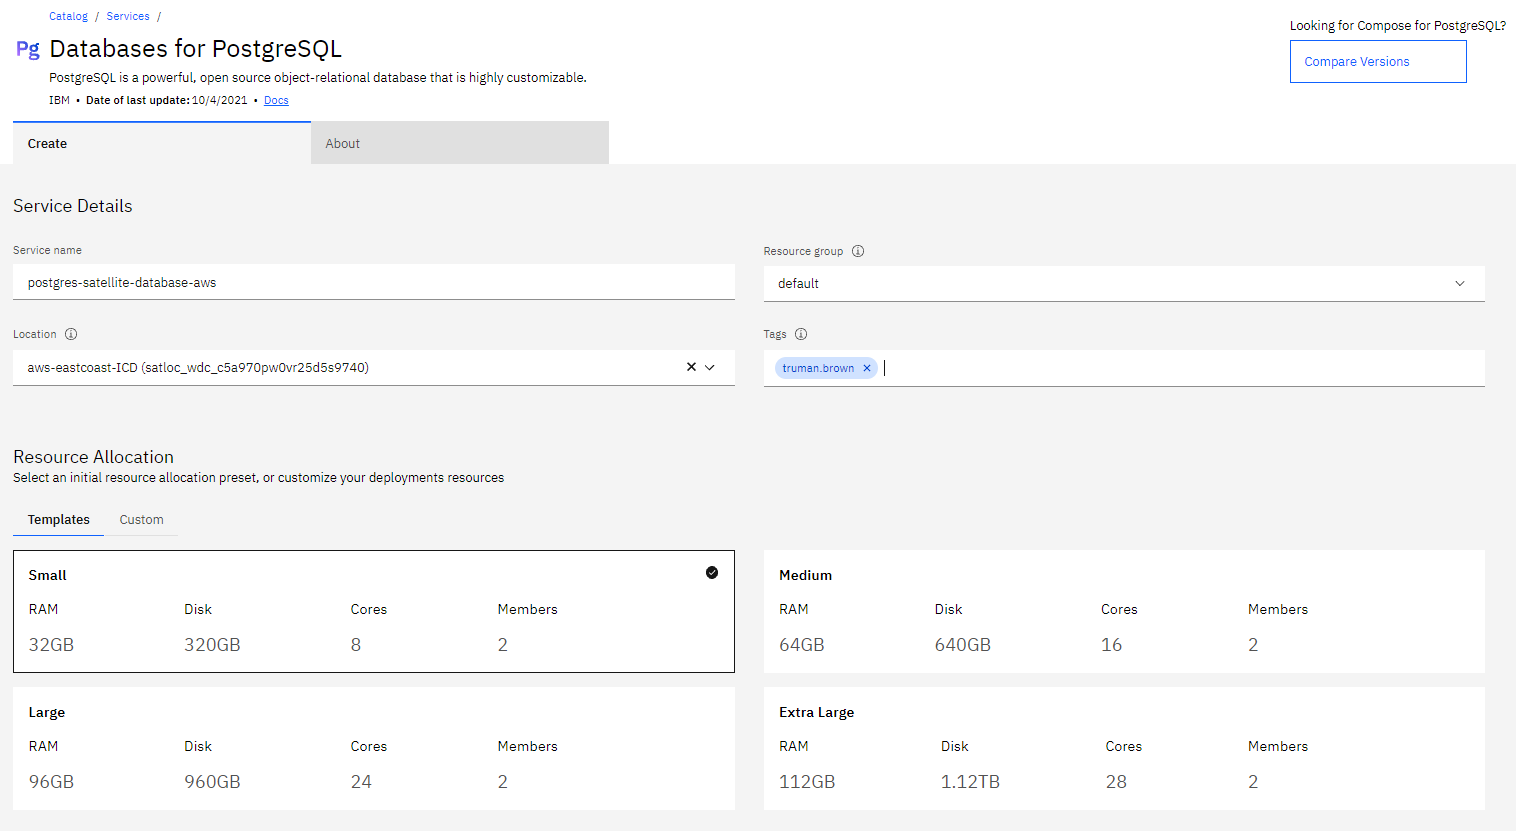 Catalog / Services /
Looking for Compose for PostgreSQL?
Pg Databases for PostgreSQL
Compare Versions
PostgreSQL is a powerful, open source object-relational database that is highly customizable.
IBM • Date of last update: 10/4/2021 • Docs
Create About
Service Details
Service name
postgres-satellite-database-aws
Resource group
default
Location
aws-eastcoast-ICD (satloc_wdc_c5a970pw0vr25d5s9740)
Tags
truman.brown
Resource Allocation
Select an initial resource allocation preset, or customize your deployments resources
Templates Custom
Small
RAM Disk Cores Members
32GB 320GB 8 2
Medium
RAM Disk Cores Members
64GB 640GB 16 2
Large
RAM Disk Cores Members
96GB 960GB 24 2
Extra Large
RAM Disk Cores Members
112GB 1.12TB 28 2